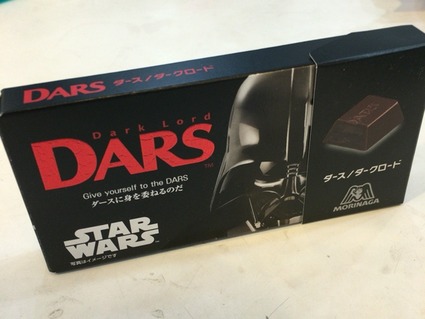 DARS ダース/ダークロード
Dark Lord
DARS™
Give yourself to the DARS
ダースに身を委ねるのだ
STAR
WARS™
写真はイメージです
DARS
ダース/ダークロード
MORINAGA